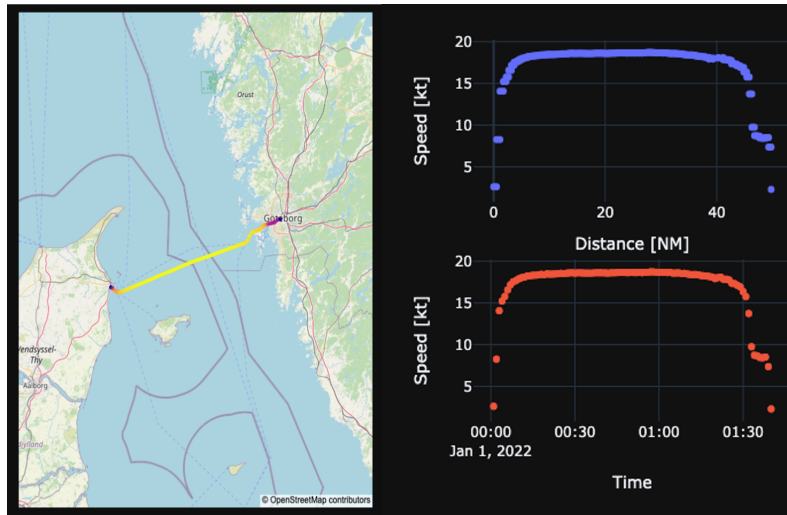 Orust
Göteborg
Vendsyssel-
Thy
Aalborg
© OpenStreetMap contributors
20
15
10
5
Speed [kt]
0
20
40
Distance [NM]
20
15
10
5
Speed [kt]
00:00
00:30
01:00
01:30
Jan 1, 2022
Time